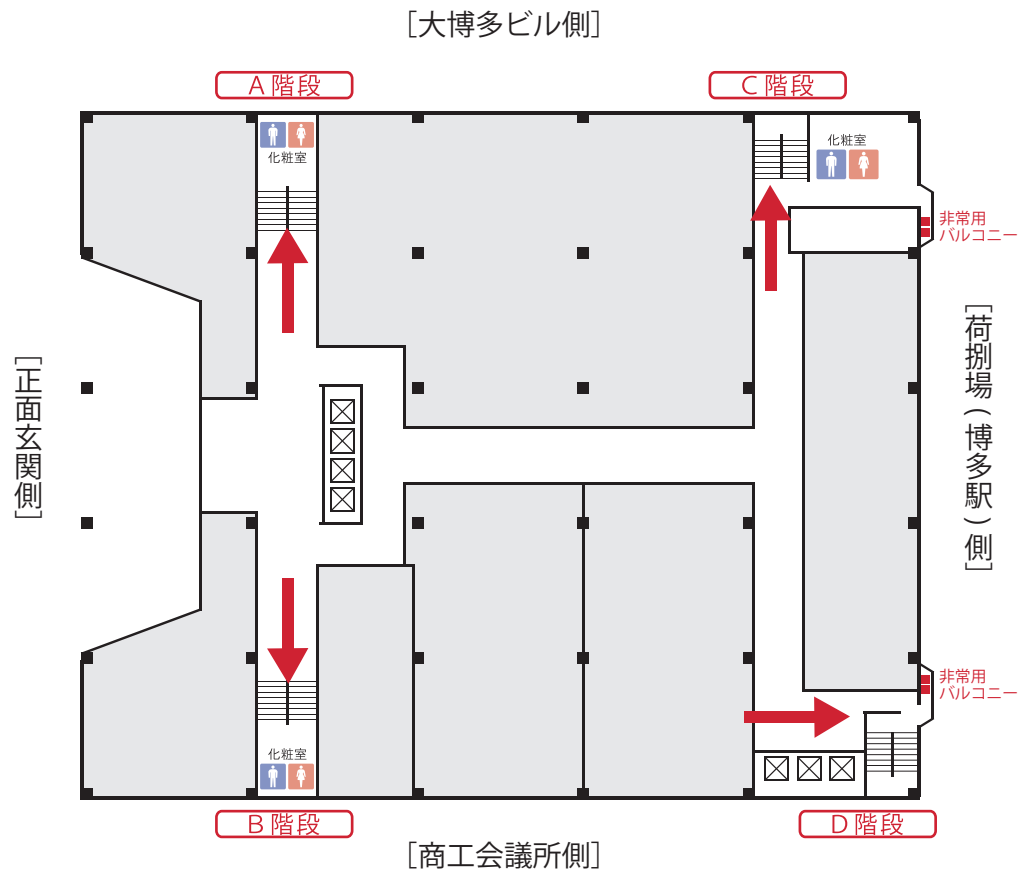 [大博多ビル側]
A 階段
C 階段
化粧室
化粧室
非常用
バルコニー
[正面玄関側]
[荷捌場(博多駅)側]
非常用
バルコニー
化粧室
B 階段
D 階段
[商工会議所側]